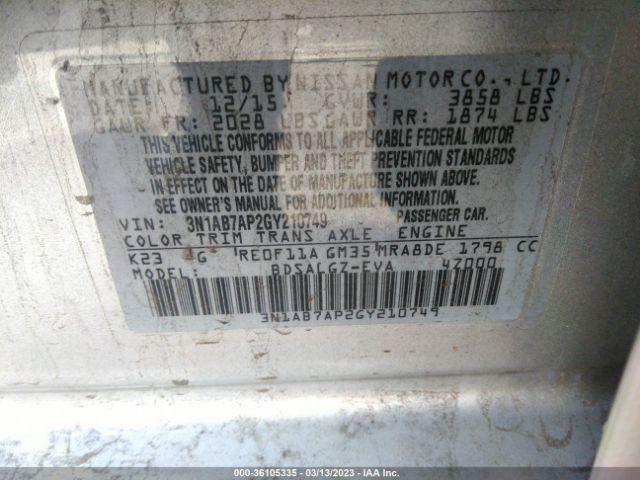 MANUFACTURED BY NISSAN MOTOR CO., LTD.
DATE: 12/15 GVWR: 3858 LBS
GAWR FR: 2028 LBS GAWR RR: 1874 LBS
THIS VEHICLE CONFORMS TO ALL APPLICABLE FEDERAL MOTOR
VEHICLE SAFETY, BUMPER AND THEFT PREVENTION STANDARDS
IN EFFECT ON THE DATE OF MANUFACTURE SHOWN ABOVE.
SEE OWNER'S MANUAL FOR ADDITIONAL INFORMATION.
VIN: 3N1AB7AP2GY210749 PASSENGER CAR.
COLOR TRIM TRANS AXLE ENGINE
K23 G RE0F11A GM35 MRA8DE 1798 CC
MODEL: BDSALGZ-EVA 4Z000
3N1AB7AP2GY210749
000-36105335 - 03/13/2023 - IAA Inc.